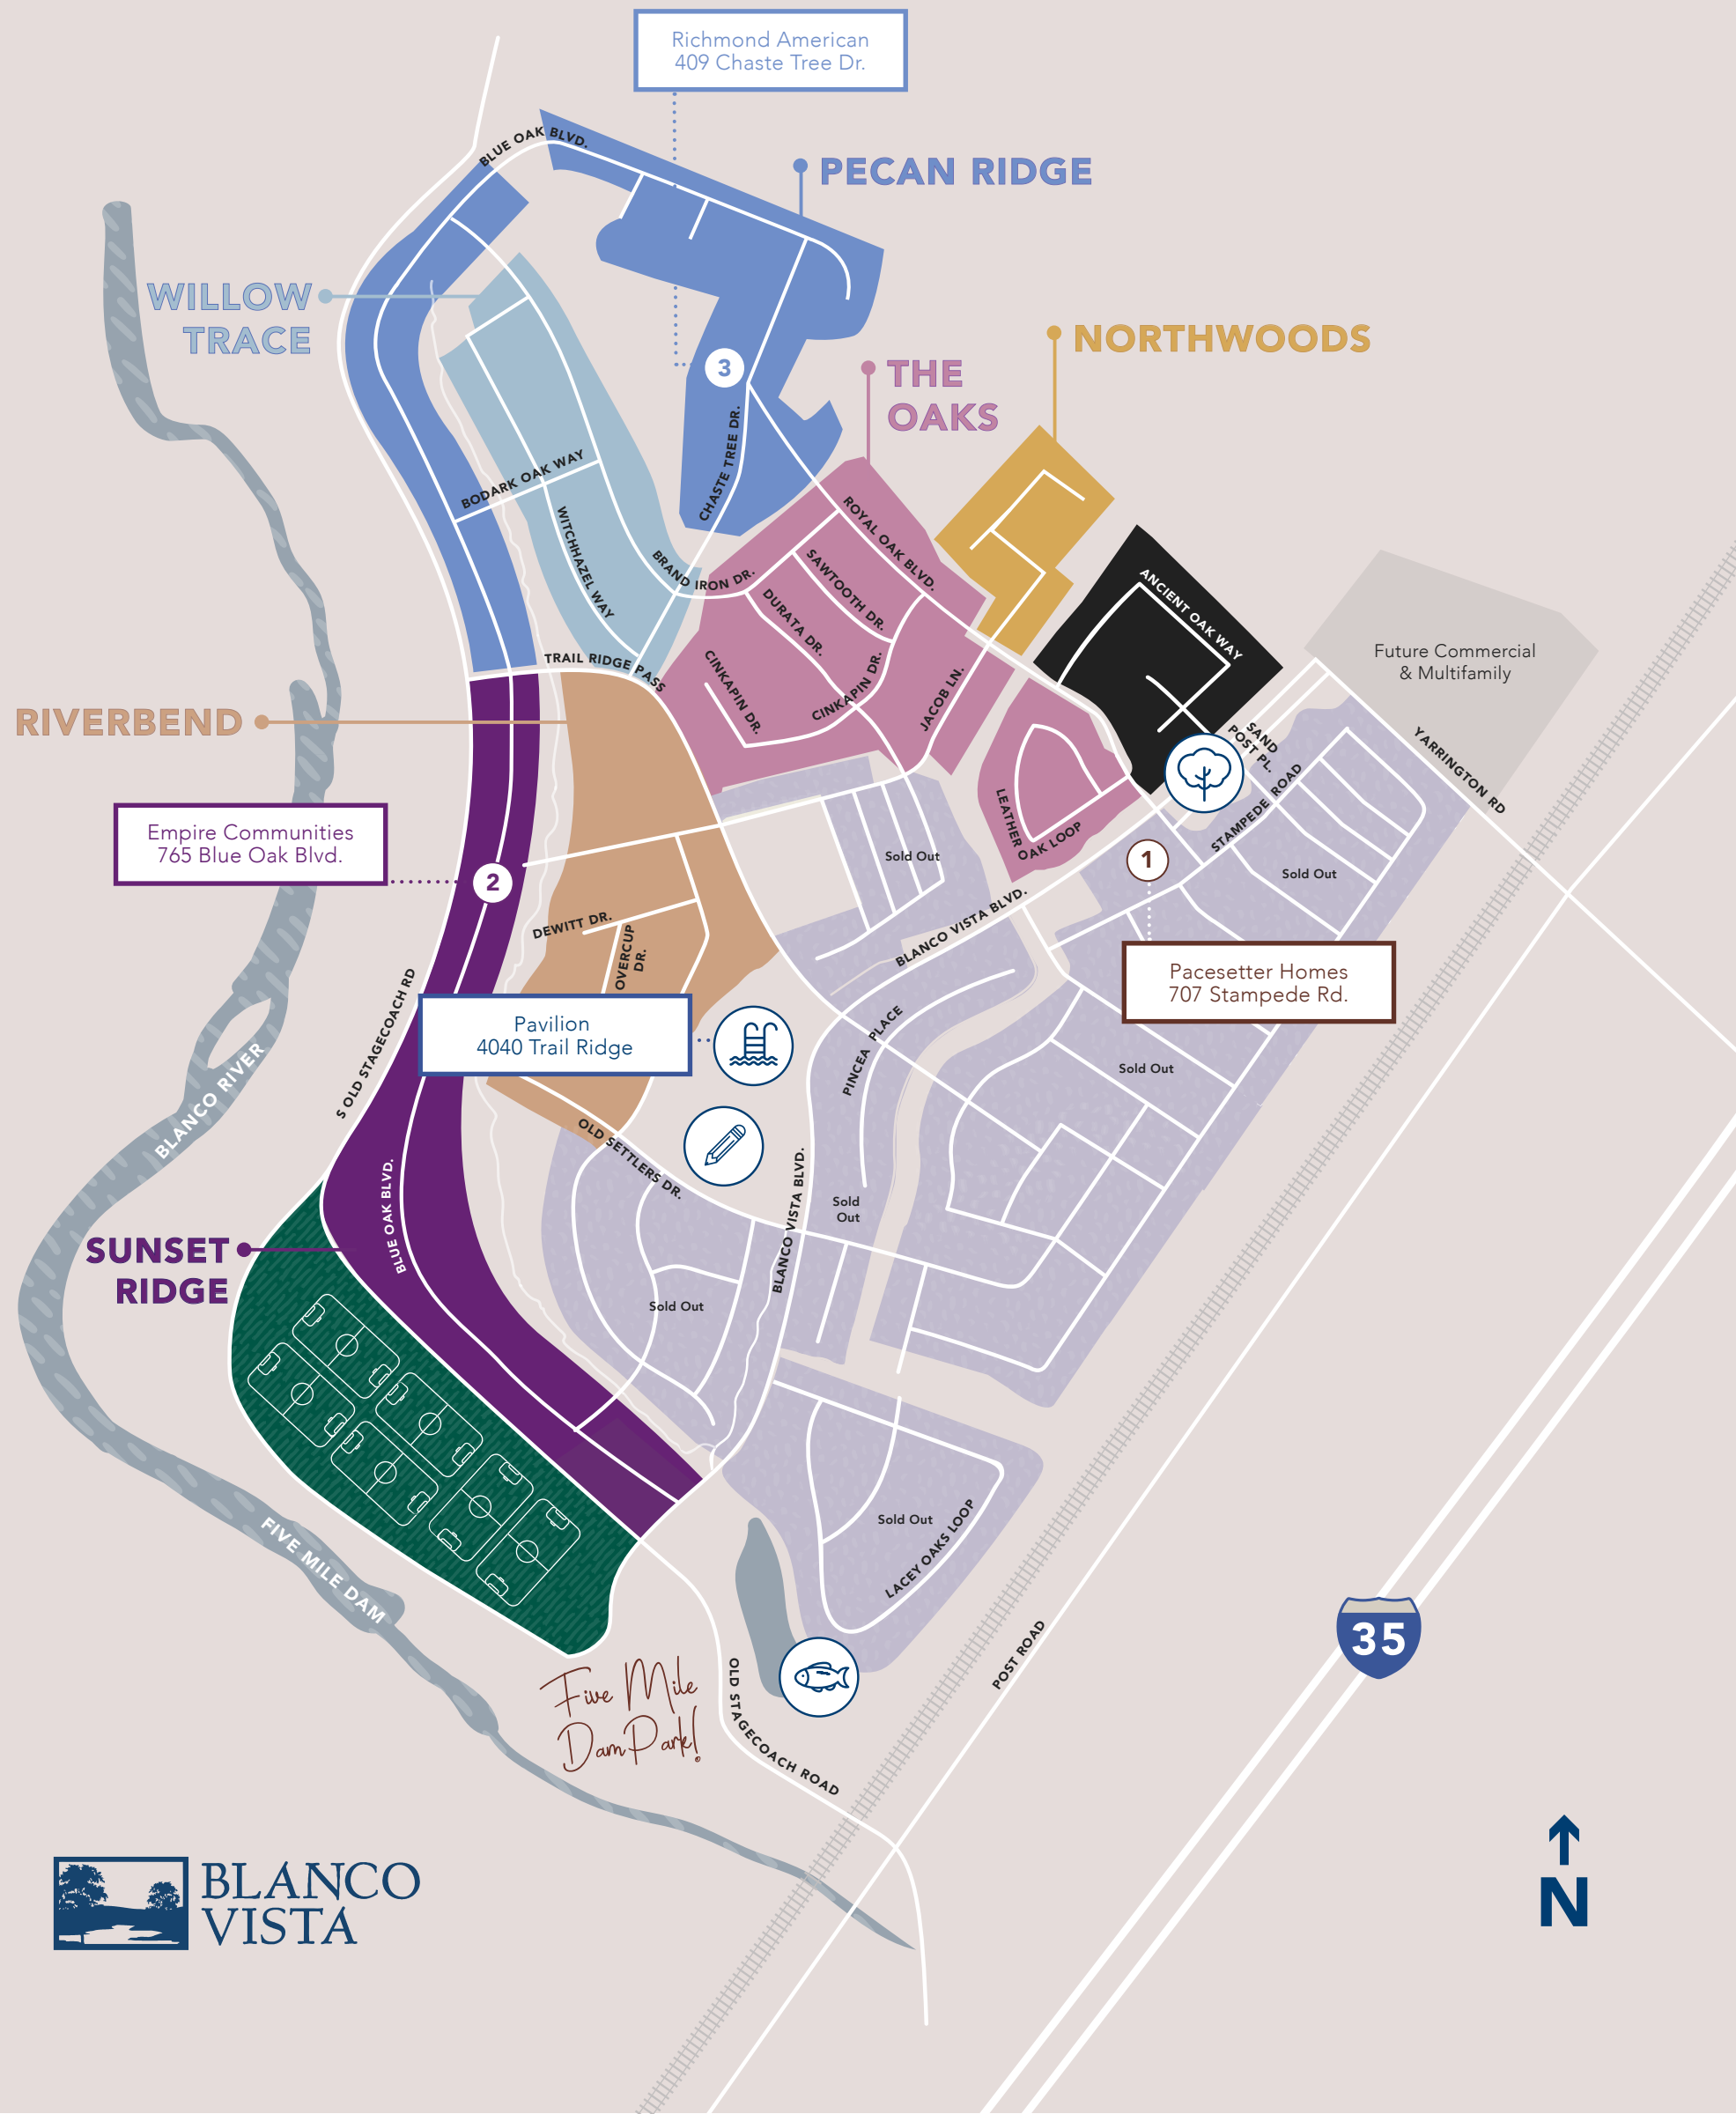 Richmond American
409 Chaste Tree Dr.
BLUE OAK BLVD.
PECAN RIDGE
WILLOW
TRACE
NORTHWOODS
3
THE
OAKS
CHASTE TREE DR.
BODARK OAK WAY
WITCHHAZEL WAY
BRAND IRON DR.
ROYAL OAK BLVD.
SAWTOOTH DR.
DURATA DR.
CINKAPIN DR.
CINKAPIN DR.
JACOB LN.
ANCIENT OAK WAY
Future Commercial
& Multifamily
TRAIL RIDGE PASS
RIVERBEND
SAND
POST PL.
YARRINGTON RD
STAMPEDE ROAD
LEATHER
OAK LOOP
Empire Communities
765 Blue Oak Blvd.
2
1
Sold Out
Sold Out
DEWITT DR.
OVERCUP
DR.
BLANCO VISTA BLVD.
Pacesetter Homes
707 Stampede Rd.
S OLD STAGECOACH RD
Pavilion
4040 Trail Ridge
PINCEA PLACE
Sold Out
BLANCO RIVER
OLD SETTLERS DR.
BLUE OAK BLVD.
BLANCO VISTA BLVD.
Sold
Out
SUNSET
RIDGE
Sold Out
Sold Out
LACEY OAKS LOOP
FIVE MILE DAM
Five Mile
Dam Park!
OLD STAGECOACH ROAD
POST ROAD
35
BLANCO
VISTA
N